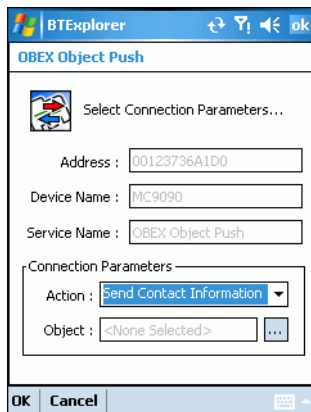 BTExplorer ok
OBEX Object Push
Select Connection Parameters...
Address : 00123736A1D0
Device Name : MC9090
Service Name : OBEX Object Push
Connection Parameters
Action : Send Contact Information
Object : <None Selected> ...
OK Cancel